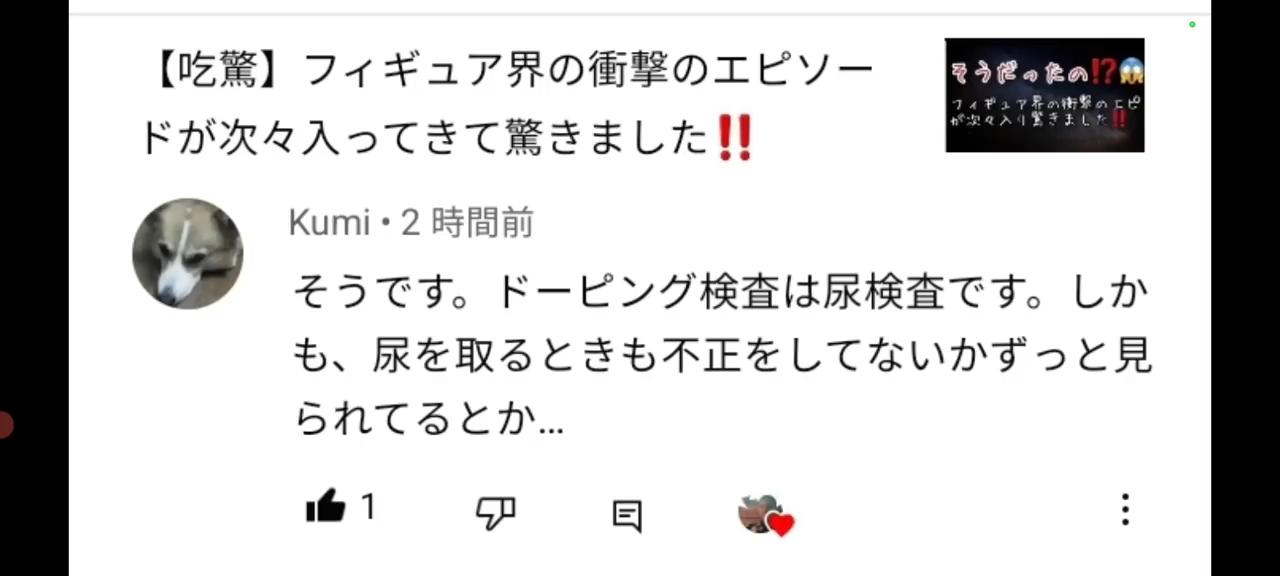 【吃驚】フィギュア界の衝撃のエピソー
ドが次々入ってきて驚きました‼️
そうだったの⁉️😱
フィギュア界の衝撃のエピ
が次々入り驚きました‼️
Kumi • 2 時間前
そうです。ドーピング検査は尿検査です。しか
も、尿を取るときも不正をしてないかずっと見
られてるとか...
1